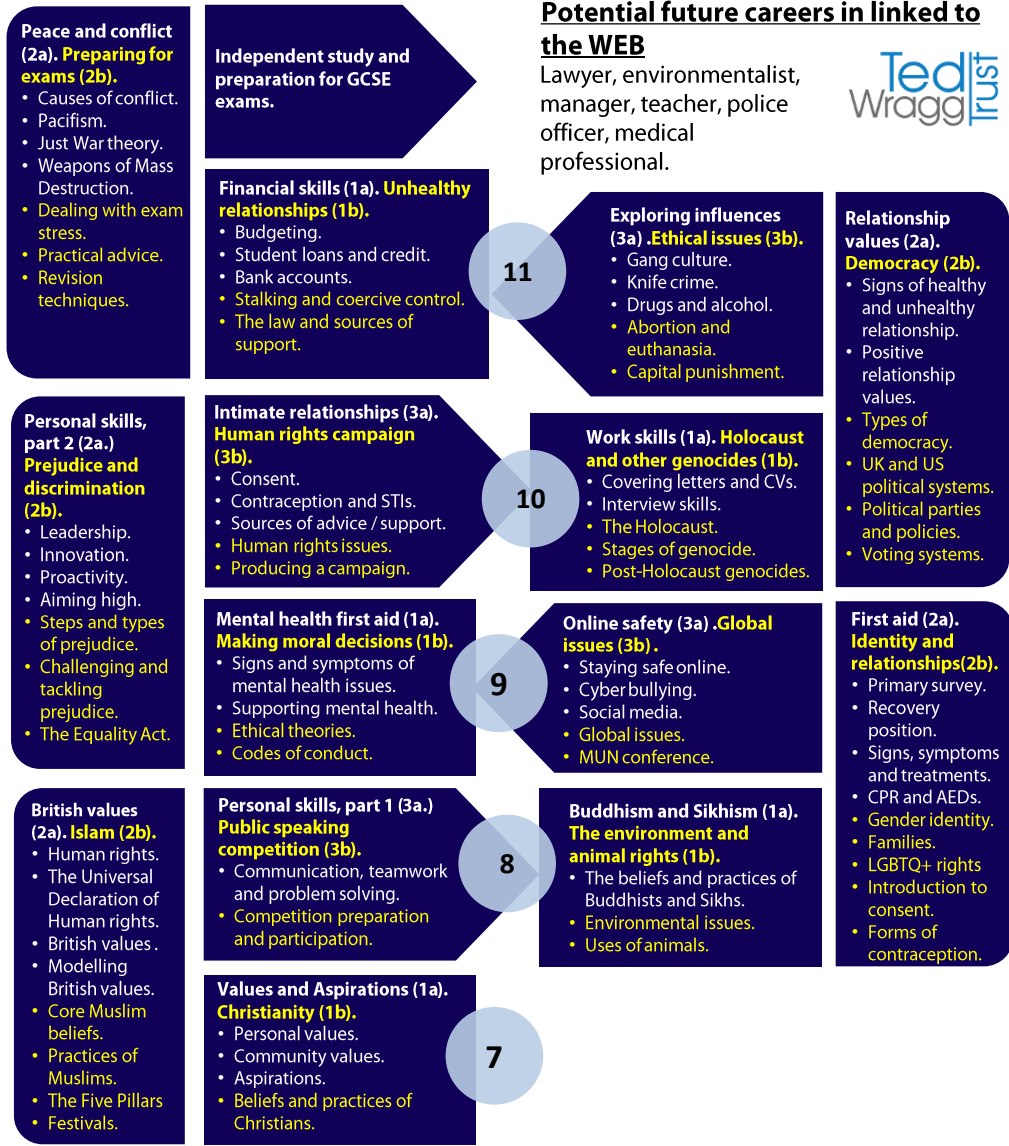 Potential future careers in linked to
the WEB
Lawyer, environmentalist,
manager, teacher, police
officer, medical
professional.
Ted
Wragg
Trust
Peace and conflict
(2a). Preparing for
exams (2b).
• Causes of conflict.
• Pacifism.
• Just War theory.
• Weapons of Mass
Destruction.
• Dealing with exam
stress.
• Practical advice.
• Revision
techniques.
Independent study and
preparation for GCSE
exams.
Financial skills (1a). Unhealthy
relationships (1b).
• Budgeting.
• Student loans and credit.
• Bank accounts.
• Stalking and coercive control.
• The law and sources of
support.
11
Exploring influences
(3a) .Ethical issues (3b).
• Gang culture.
• Knife crime.
• Drugs and alcohol.
• Abortion and
euthanasia.
• Capital punishment.
Relationship
values (2a).
Democracy (2b).
• Signs of healthy
and unhealthy
relationship.
• Positive
relationship
values.
• Types of
democracy.
• UK and US
political systems.
• Political parties
and policies.
• Voting systems.
Personal skills,
part 2 (2a.)
Prejudice and
discrimination
(2b).
• Leadership.
• Innovation.
• Proactivity.
• Aiming high.
• Steps and types
of prejudice.
• Challenging and
tackling
prejudice.
• The Equality Act.
Intimate relationships (3a).
Human rights campaign
(3b).
• Consent.
• Contraception and STIs.
• Sources of advice / support.
• Human rights issues.
• Producing a campaign.
10
Work skills (1a). Holocaust
and other genocides (1b).
• Covering letters and CVs.
• Interview skills.
• The Holocaust.
• Stages of genocide.
• Post-Holocaust genocides.
Mental health first aid (1a).
Making moral decisions (1b).
• Signs and symptoms of
mental health issues.
• Supporting mental health.
• Ethical theories.
• Codes of conduct.
9
Online safety (3a) .Global
issues (3b) .
• Staying safe online.
• Cyber bullying.
• Social media.
• Global issues.
• MUN conference.
First aid (2a).
Identity and
relationships(2b).
• Primary survey.
• Recovery
position.
• Signs, symptoms
and treatments.
• CPR and AEDs.
• Gender identity.
• Families.
• LGBTQ+ rights
• Introduction to
consent.
• Forms of
contraception.
British values
(2a). Islam (2b).
• Human rights.
• The Universal
Declaration of
Human rights.
• British values .
• Modelling
British values.
• Core Muslim
beliefs.
• Practices of
Muslims.
• The Five Pillars
• Festivals.
Personal skills, part 1 (3a.)
Public speaking
competition (3b).
• Communication, teamwork
and problem solving.
• Competition preparation
and participation.
8
Buddhism and Sikhism (1a).
The environment and
animal rights (1b).
• The beliefs and practices of
Buddhists and Sikhs.
• Environmental issues.
• Uses of animals.
Values and Aspirations (1a).
Christianity (1b).
• Personal values.
• Community values.
• Aspirations.
• Beliefs and practices of
Christians.
7